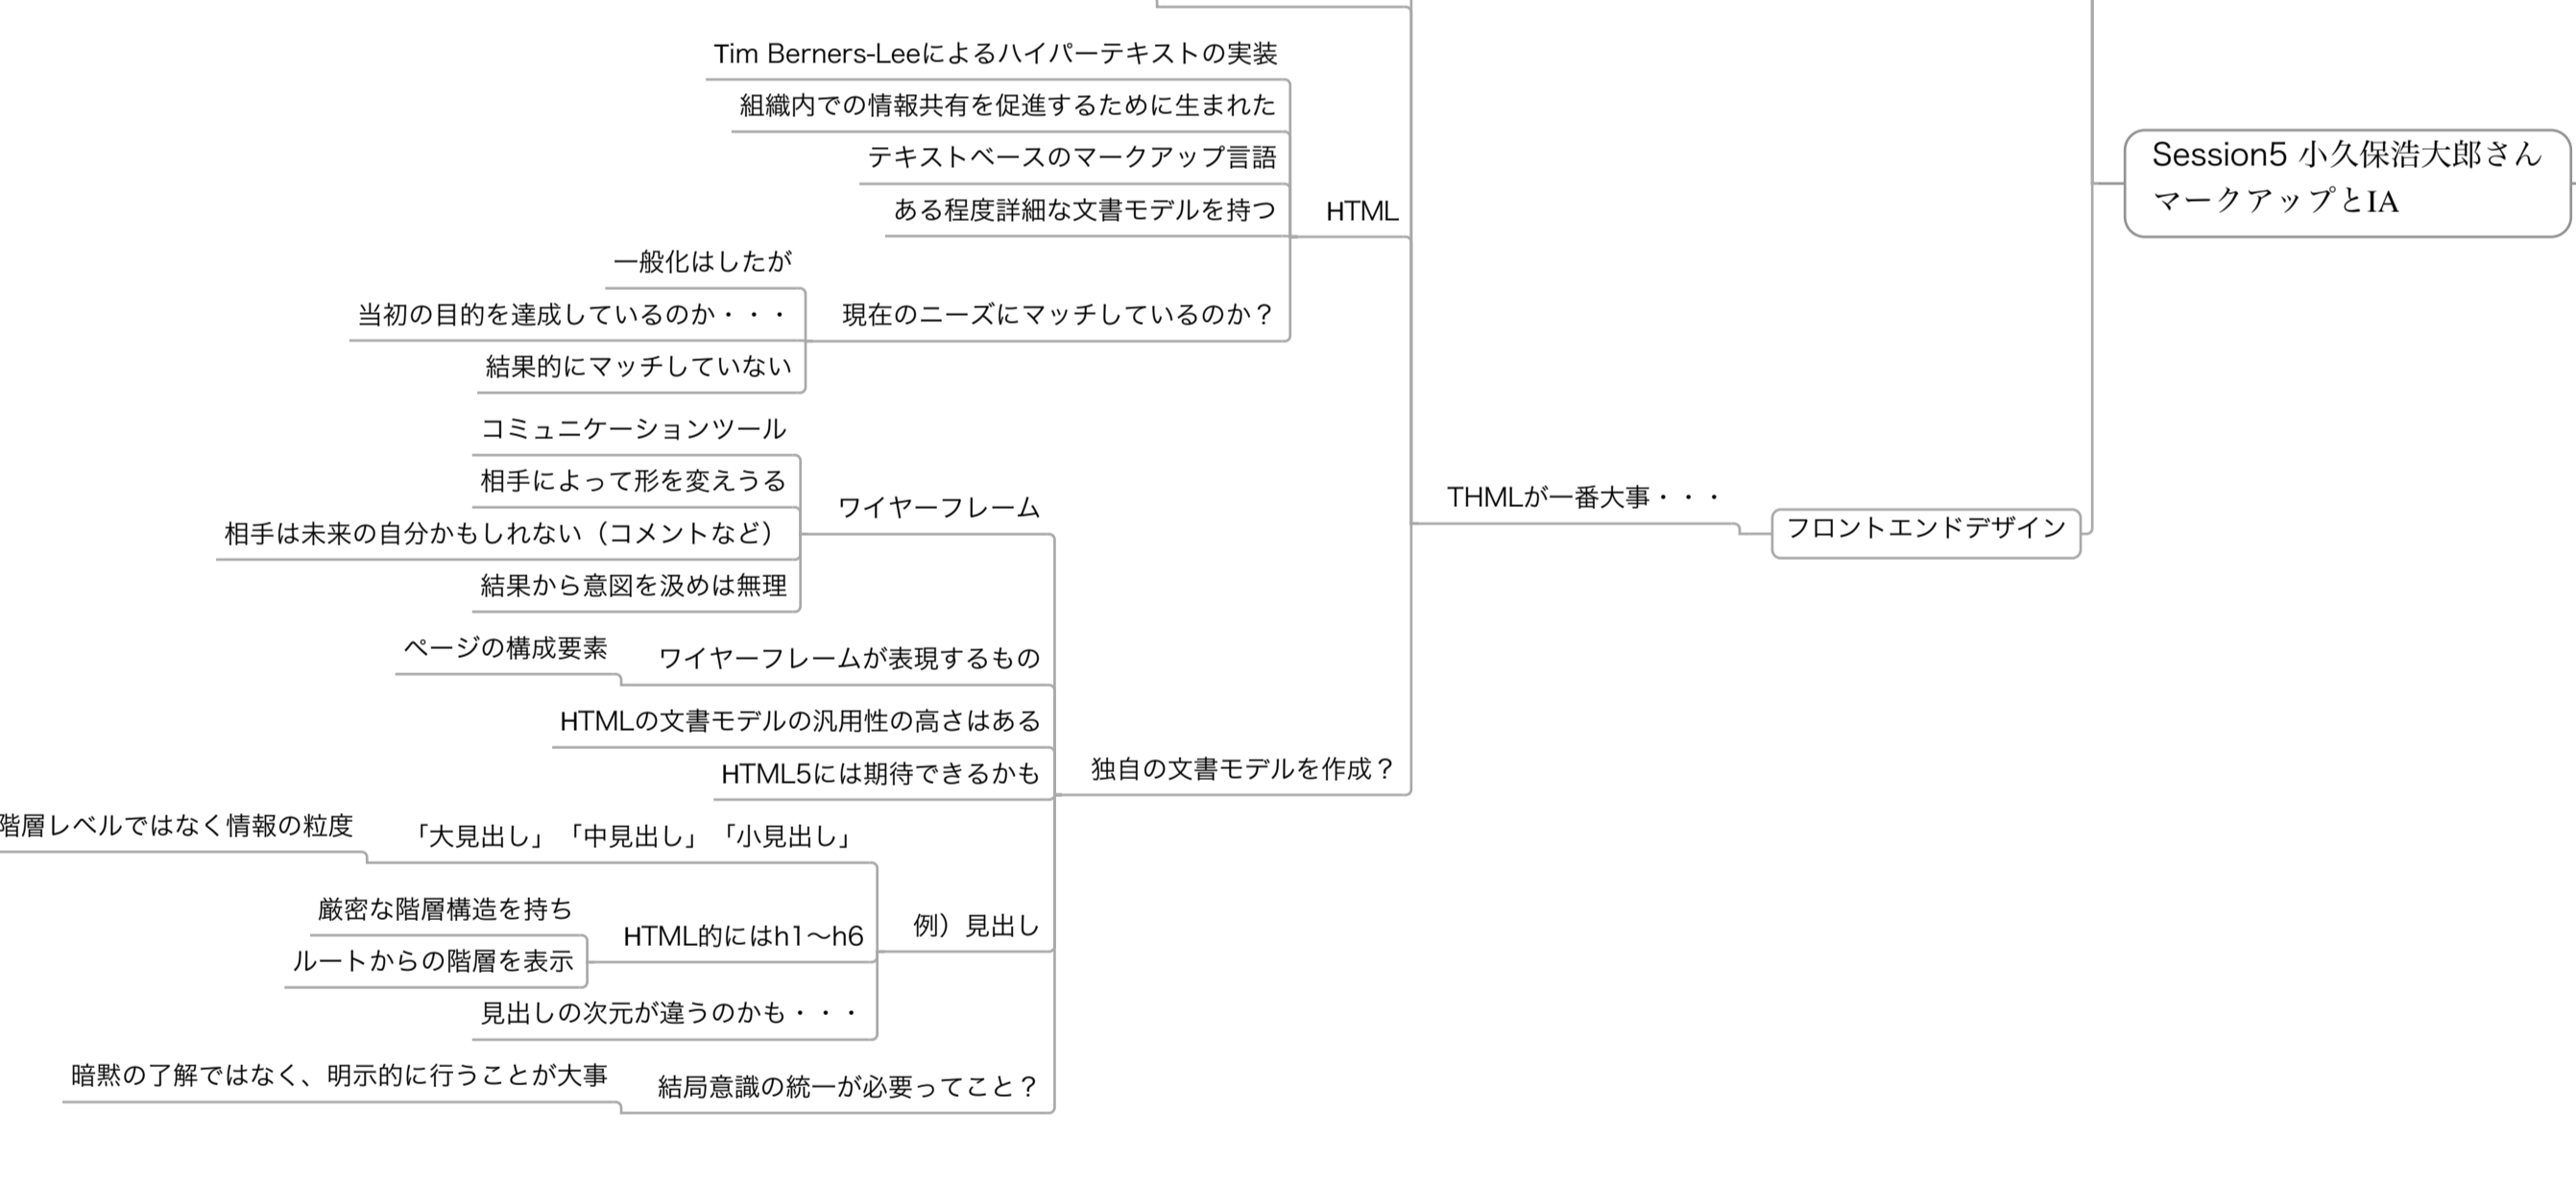 Session5 小久保浩大郎さん
マークアップとIA
フロントエンドデザイン
THMLが一番大事・・・
HTML
Tim Berners-Leeによるハイパーテキストの実装
組織内での情報共有を促進するために生まれた
テキストベースのマークアップ言語
ある程度詳細な文書モデルを持つ
現在のニーズにマッチしているのか？
一般化はしたが
当初の目的を達成しているのか・・・
結果的にマッチしていない
独自の文書モデルを作成？
ワイヤーフレーム
コミュニケーションツール
相手によって形を変えうる
相手は未来の自分かもしれない（コメントなど）
結果から意図を汲めは無理
ワイヤーフレームが表現するもの
ページの構成要素
HTMLの文書モデルの汎用性の高さはある
HTML5には期待できるかも
例）見出し
「大見出し」「中見出し」「小見出し」
階層レベルではなく情報の粒度
HTML的にはh1〜h6
厳密な階層構造を持ち
ルートからの階層を表示
見出しの次元が違うのかも・・・
結局意識の統一が必要ってこと？
暗黙の了解ではなく、明示的に行うことが大事